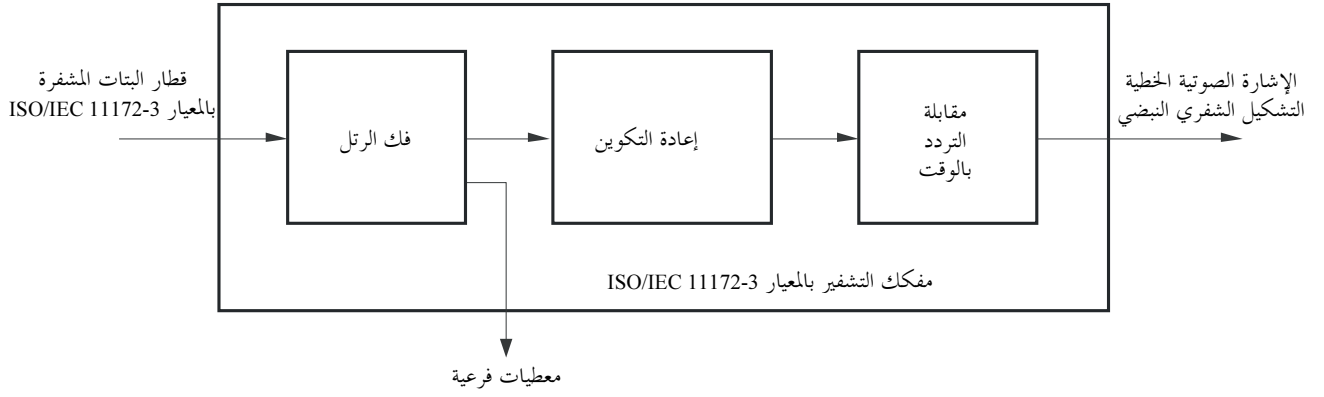 قطار البتات المشفرة
بالمعيار ISO/IEC 11172-3
فك الرتل
إعادة التكوين
مقابلة
التردد
بالوقت
الإشارة الصوتية الخطية
التشكيل الشفري النبضي
مفكك التشفير بالمعيار ISO/IEC 11172-3
معطيات فرعية